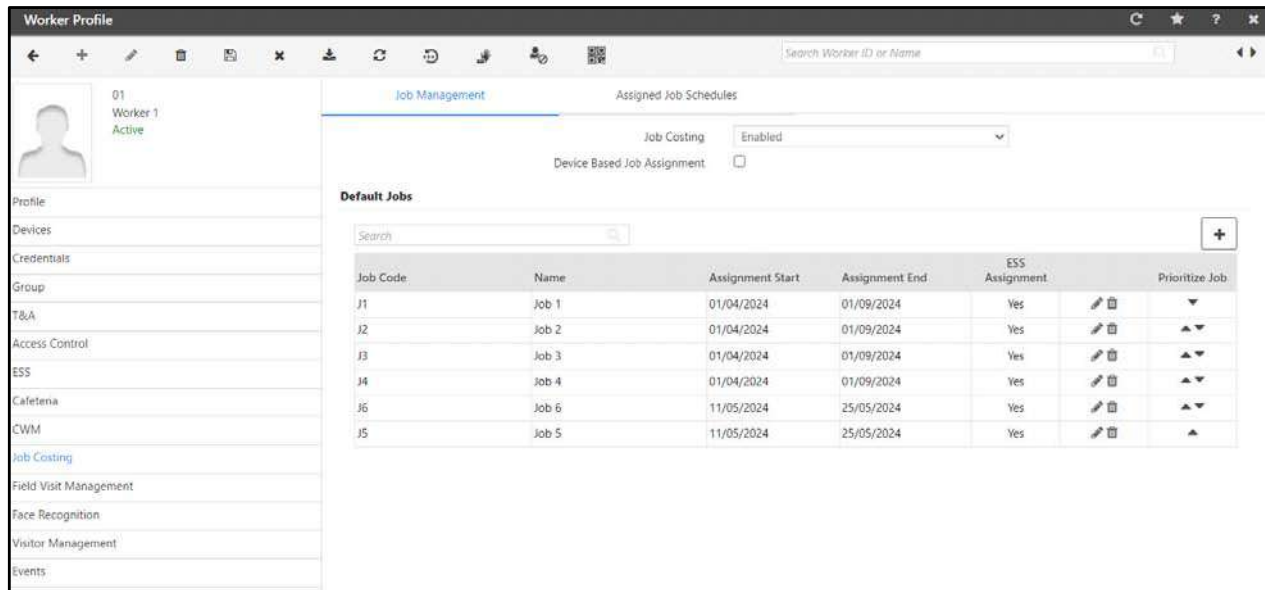 Worker Profile
Search Worker ID or Name
01
Worker 1
Active
Profile
Devices
Credentials
Group
T&A
Access Control
ESS
Cafeteria
CWM
Job Costing
Field Visit Management
Face Recognition
Visitor Management
Events
Job Management Assigned Job Schedules
Job Costing Enabled
Device Based Job Assignment
Default Jobs
Search
Job Code Name Assignment Start Assignment End ESS Assignment Prioritize Job
J1 Job 1 01/04/2024 01/09/2024 Yes
J2 Job 2 01/04/2024 01/09/2024 Yes
J3 Job 3 01/04/2024 01/09/2024 Yes
J4 Job 4 01/04/2024 01/09/2024 Yes
J6 Job 6 11/05/2024 25/05/2024 Yes
J5 Job 5 11/05/2024 25/05/2024 Yes